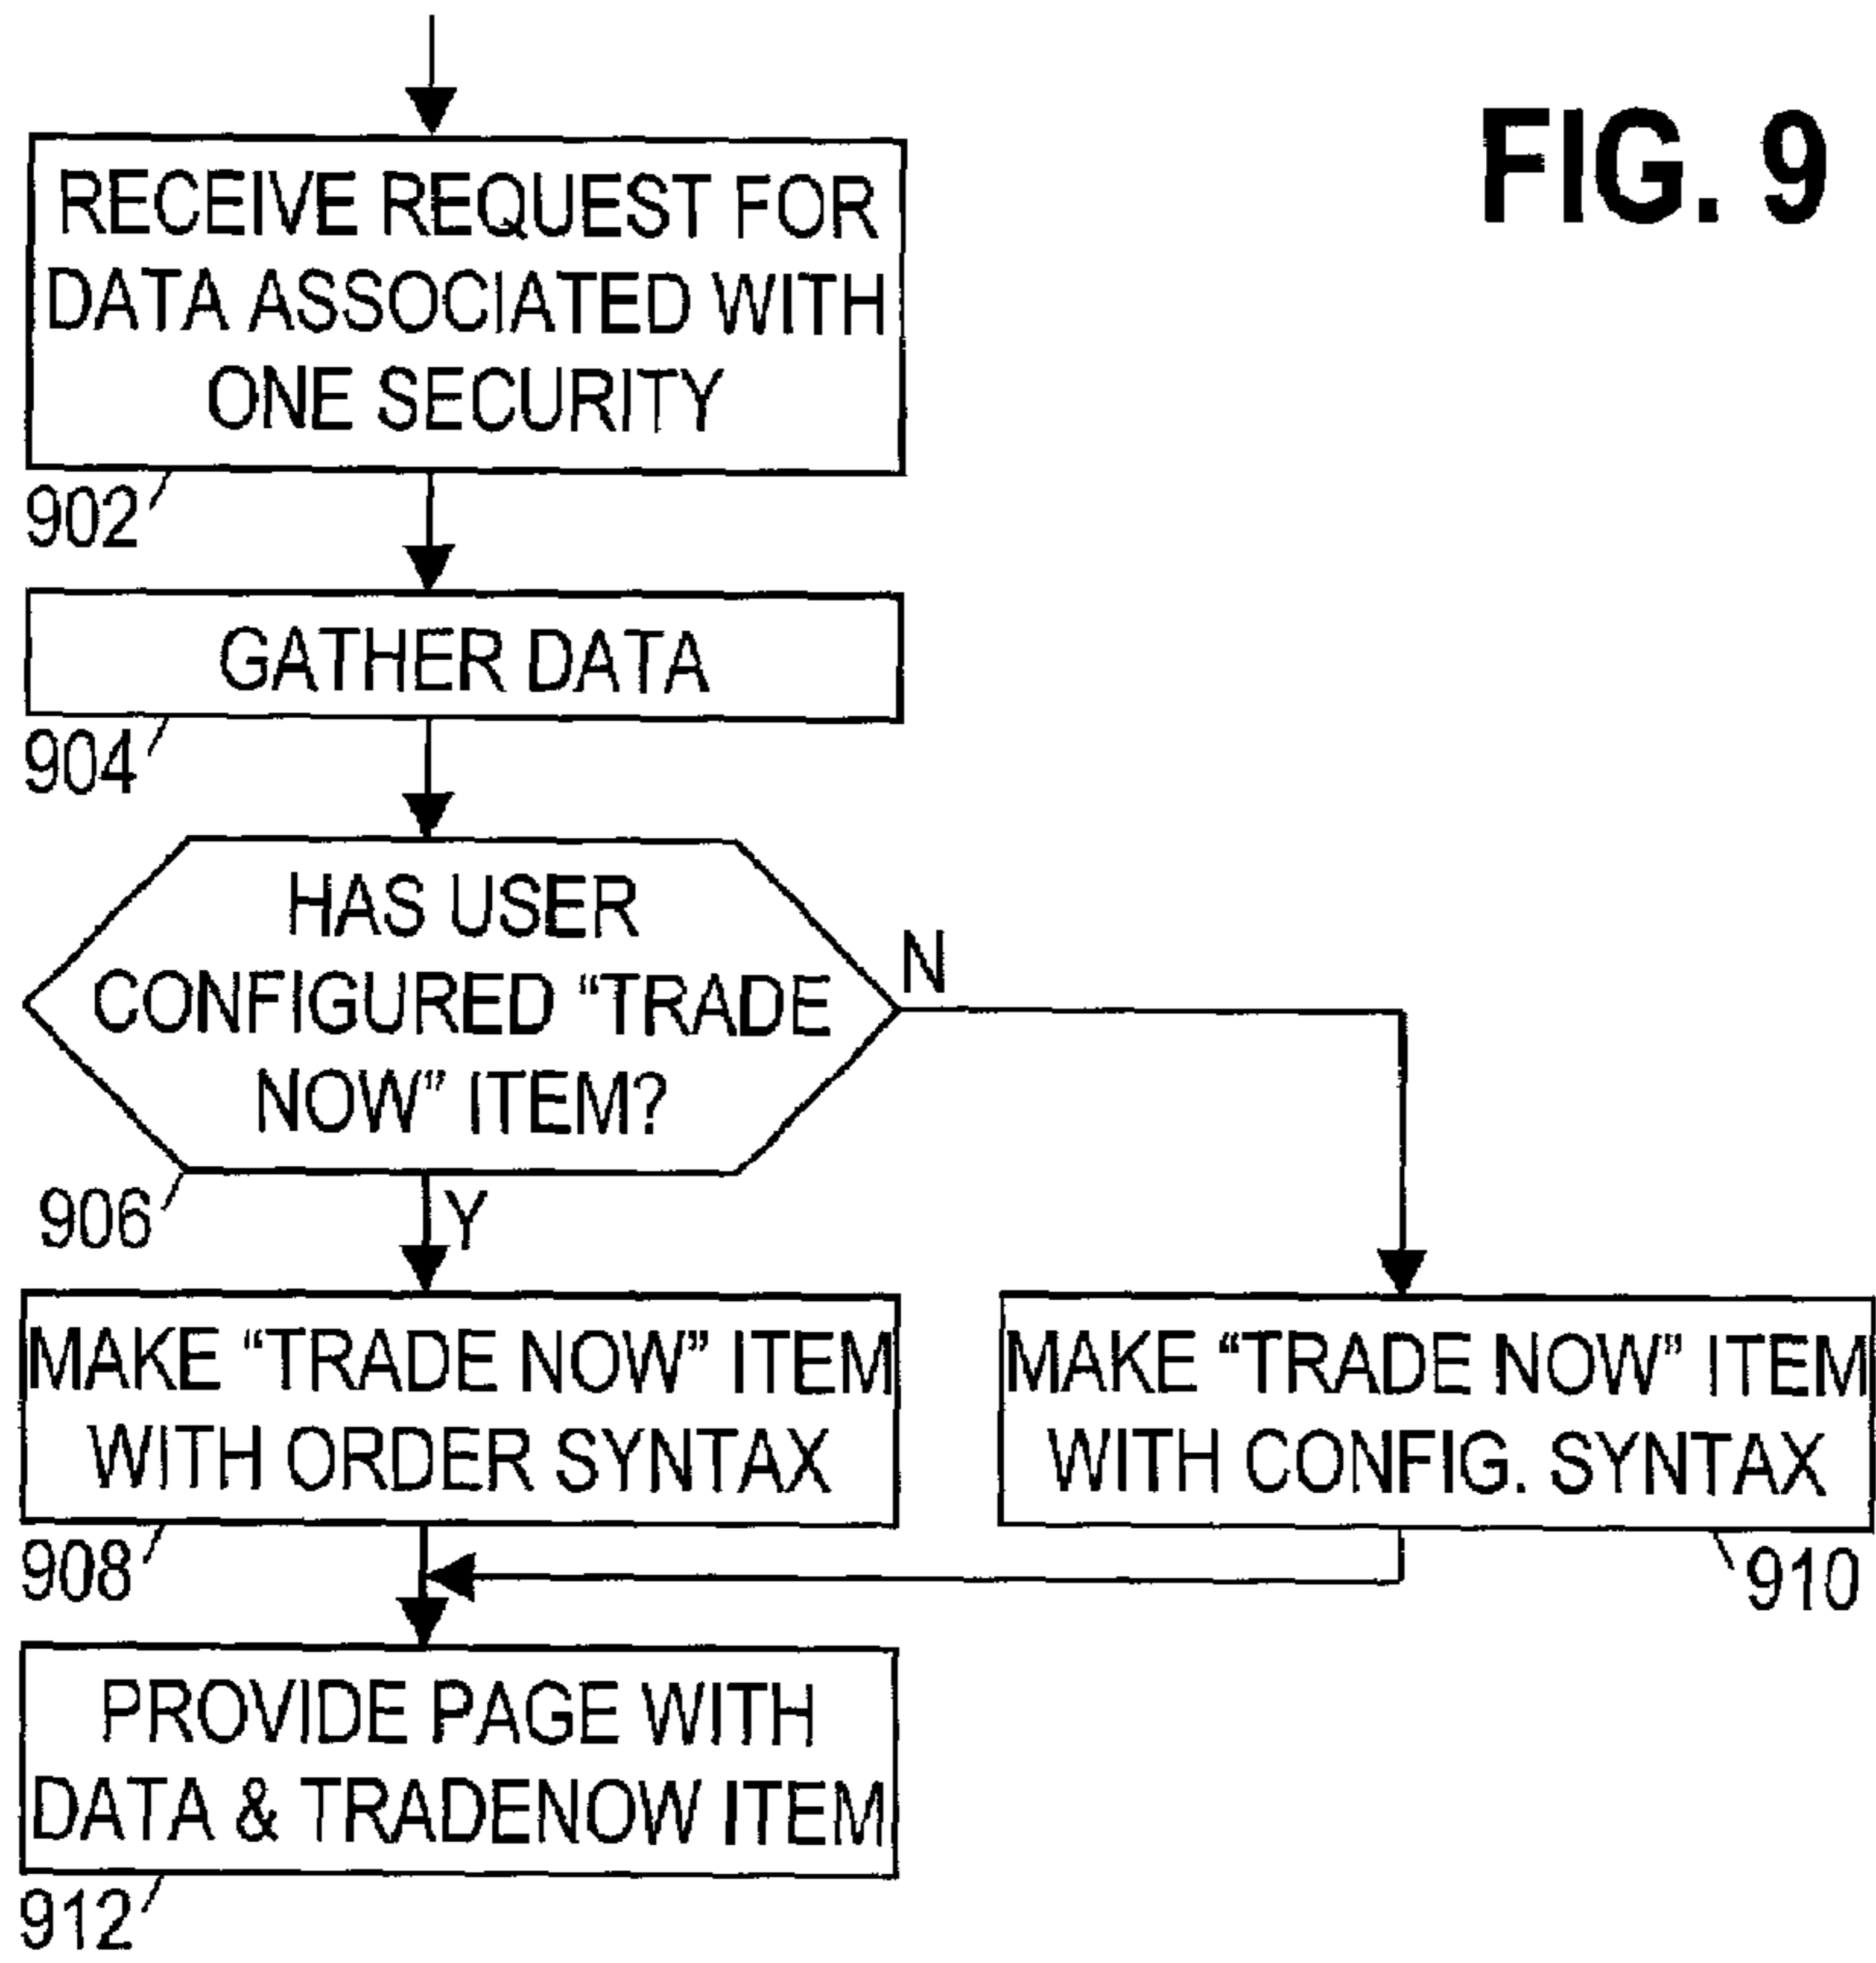 FIG. 9
RECEIVE REQUEST FOR
DATA ASSOCIATED WITH
ONE SECURITY
902
GATHER DATA
904
HAS USER
CONFIGURED “TRADE
NOW” ITEM?
N
906
Y
MAKE “TRADE NOW” ITEM
WITH ORDER SYNTAX
908
MAKE “TRADE NOW” ITEM
WITH CONFIG. SYNTAX
910
PROVIDE PAGE WITH
DATA & TRADENOW ITEM
912